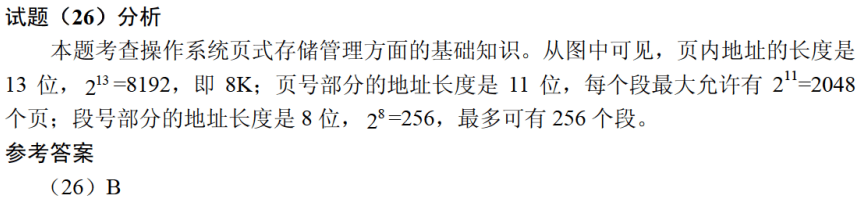 试题（26）分析
本题考查操作系统页式存储管理方面的基础知识。从图中可见，页内地址的长度是
13 位，2¹³=8192，即 8K；页号部分的地址长度是 11 位，每个段最大允许有 2¹¹=2048
个页；段号部分的地址长度是 8 位，2⁸=256，最多可有 256 个段。
参考答案
（26）B